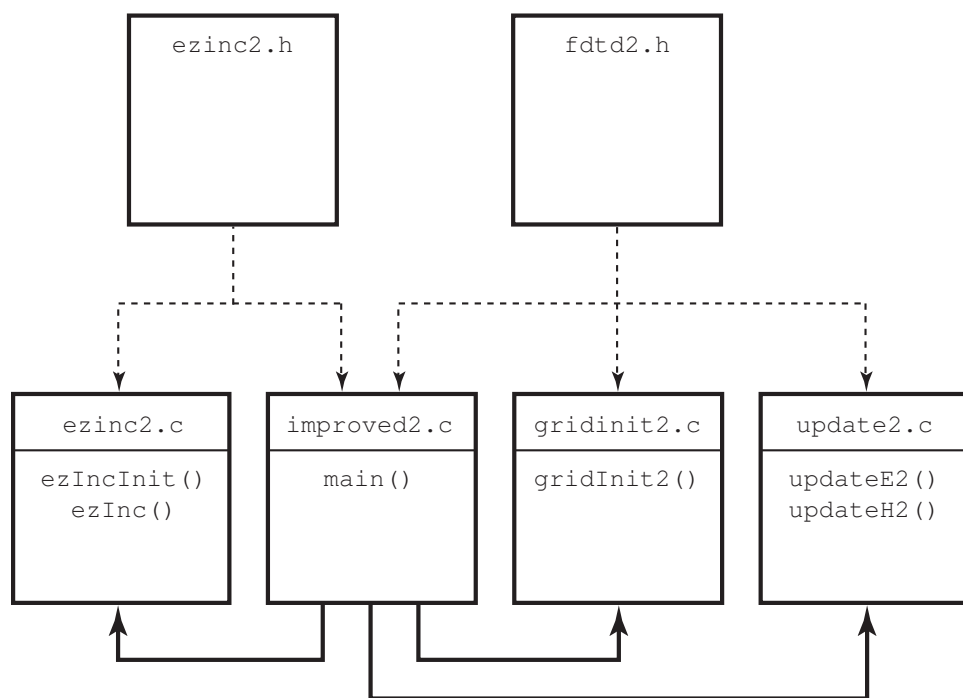 ezinc2.h
fdtd2.h
ezinc2.c
ezIncInit()
ezInc()
improved2.c
main()
gridinit2.c
gridInit2()
update2.c
updateE2()
updateH2()